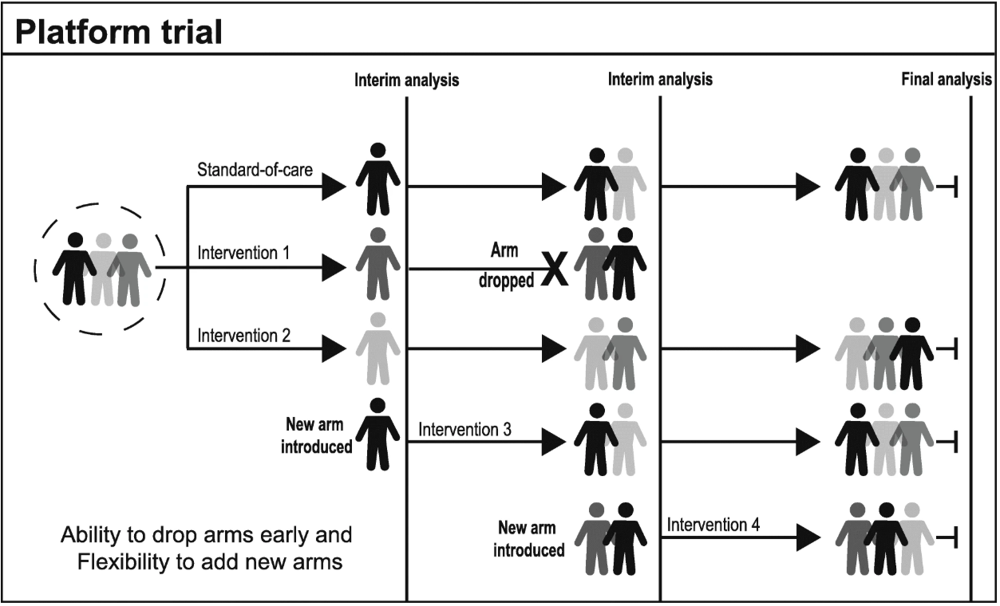 Platform trial
Interim analysis
Interim analysis
Final analysis
Standard-of-care
Intervention 1
Arm
dropped
X
Intervention 2
New arm
introduced
Intervention 3
New arm
introduced
Intervention 4
Ability to drop arms early and
Flexibility to add new arms